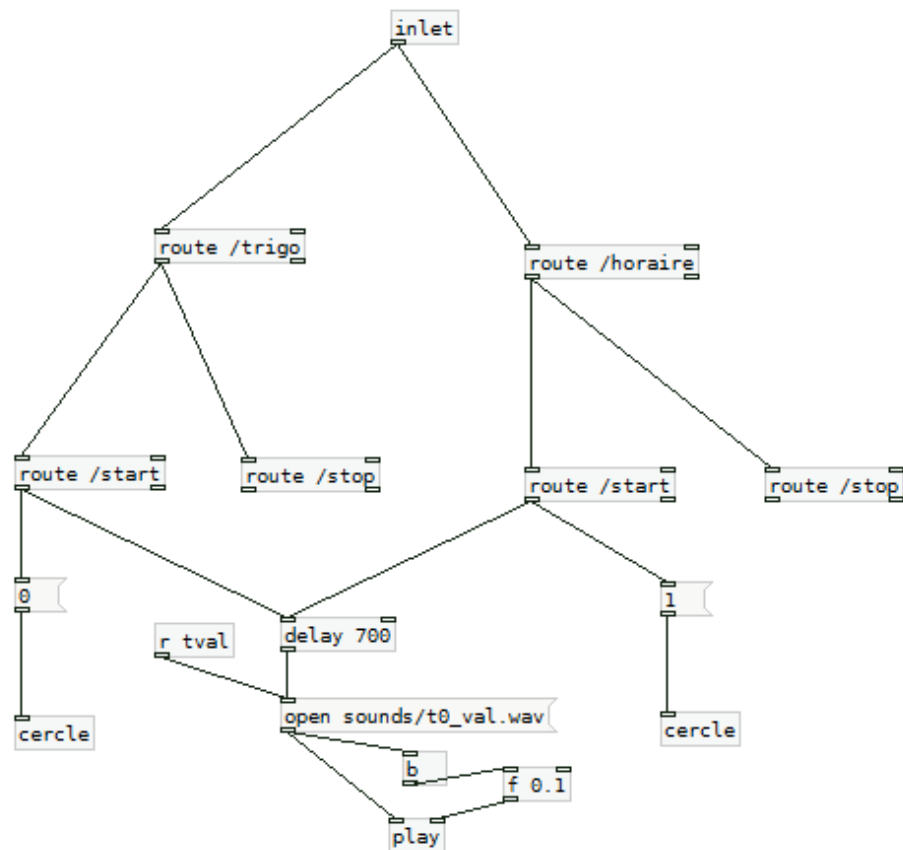 inlet
route /trigo
route /horaire
route /start
route /stop
route /start
route /stop
0
1
r tval
delay 700
open sounds/t0_val.wav
cercle
cercle
b
f 0.1
play